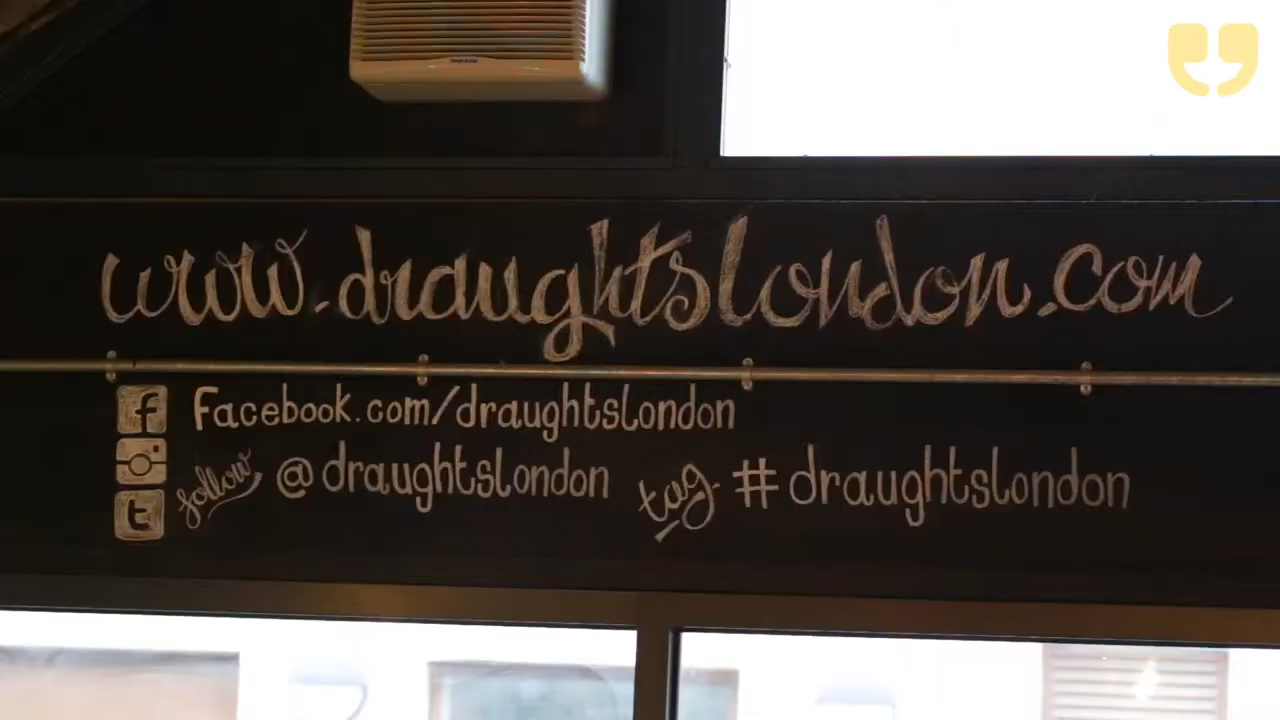 www.draughtslondon.com
Facebook.com/draughtslondon
follow @draughtslondon tag #draughtslondon